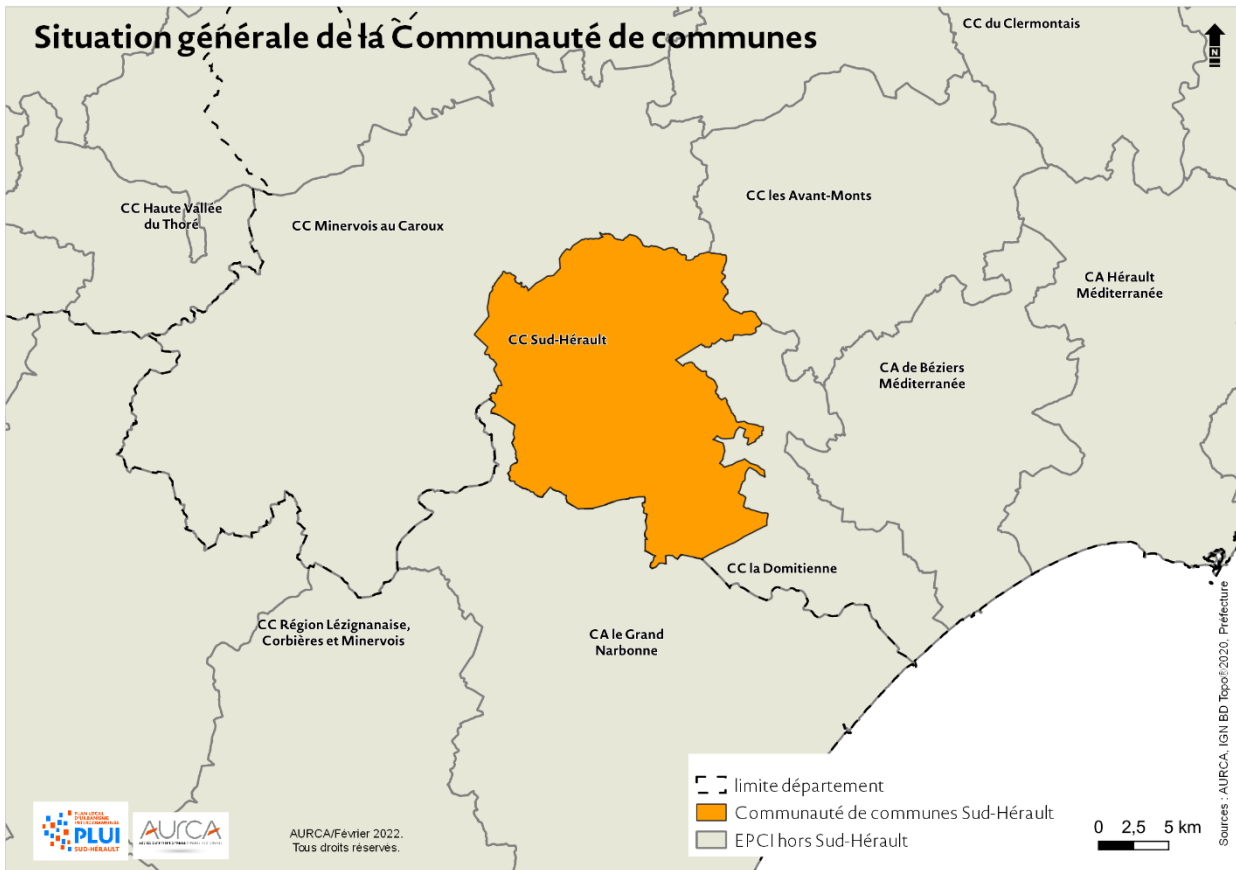 Situation générale de la Communauté de communes
CC du Clermontais
N
CC Haute Vallée
du Thoré
CC Minervois au Caroux
CC les Avant-Monts
CA Hérault
Méditerranée
CC Sud-Hérault
CA de Béziers
Méditerranée
CC la Domitienne
CC Région Lézignanaise,
Corbières et Minervois
CA le Grand
Narbonne
limite département
Communauté de communes Sud-Hérault
EPCI hors Sud-Hérault
0 2,5 5 km
Sources : AURCA, IGN BD Topo®2020, Préfecture
PLAN LOCAL
D'URBANISME
INTERCOMMUNAL
PLUI
SUD-HÉRAULT
AURCA
AURCA/Février 2022.
Tous droits réservés.